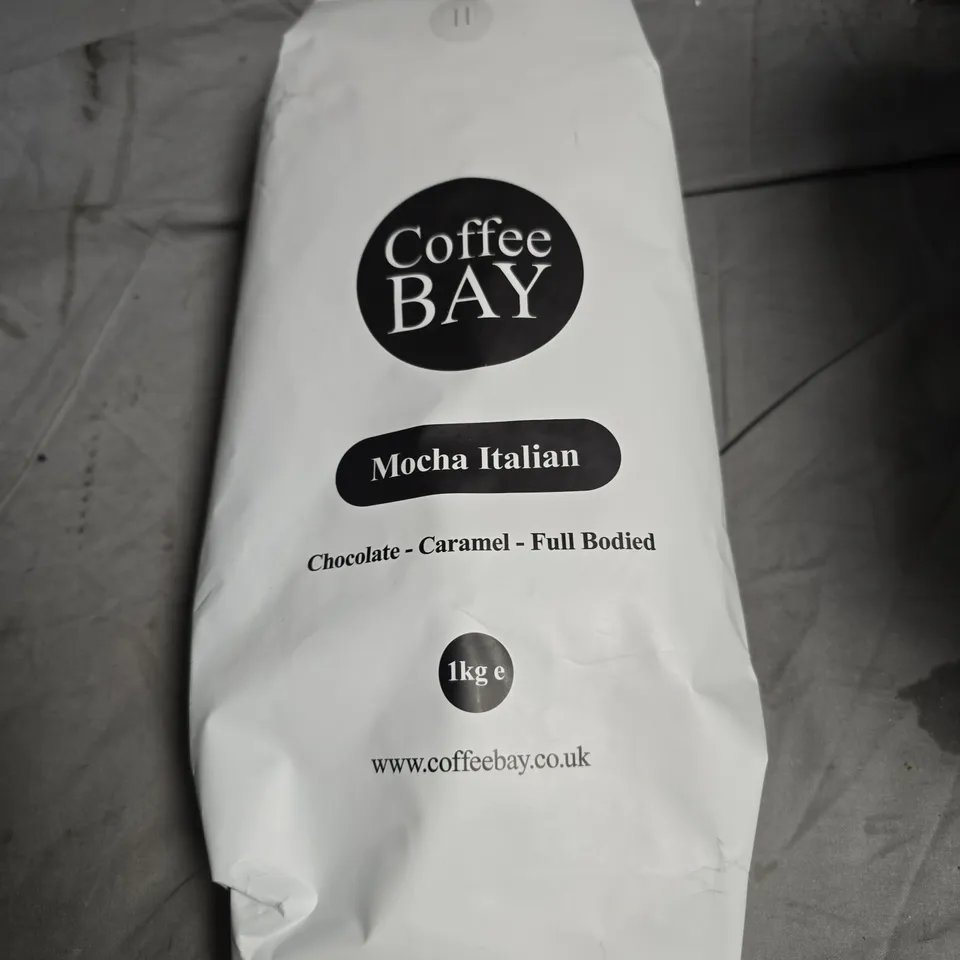 Coffee
BAY
Mocha Italian
Chocolate - Caramel - Full Bodied
1kg e
www.coffeebay.co.uk